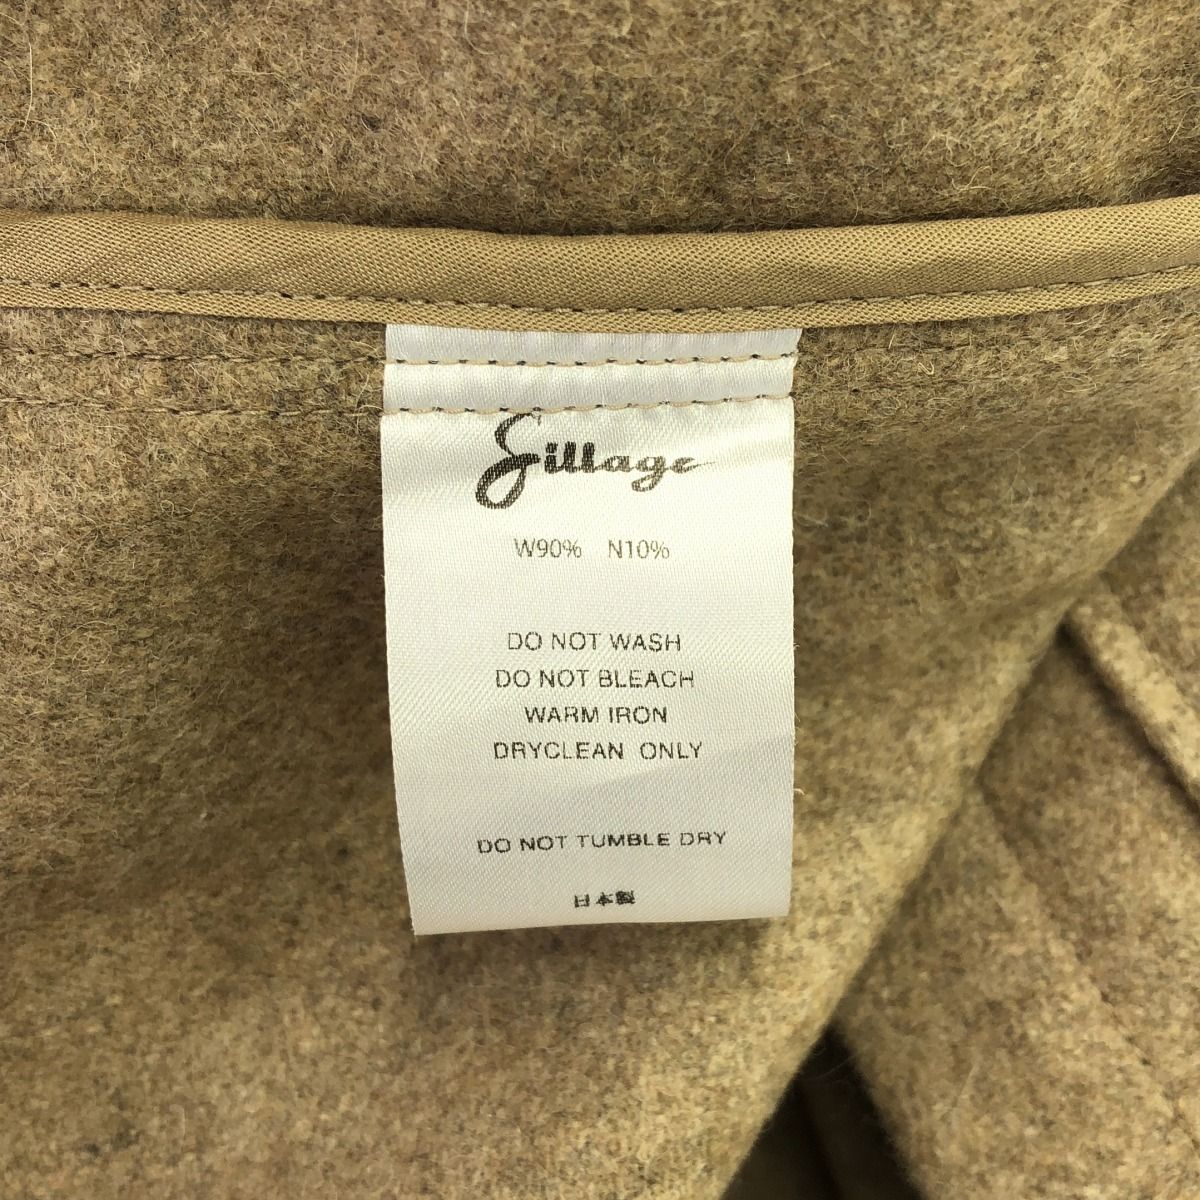 Sillage
W90% N10%
DO NOT WASH
DO NOT BLEACH
WARM IRON
DRYCLEAN ONLY
DO NOT TUMBLE DRY
日本製